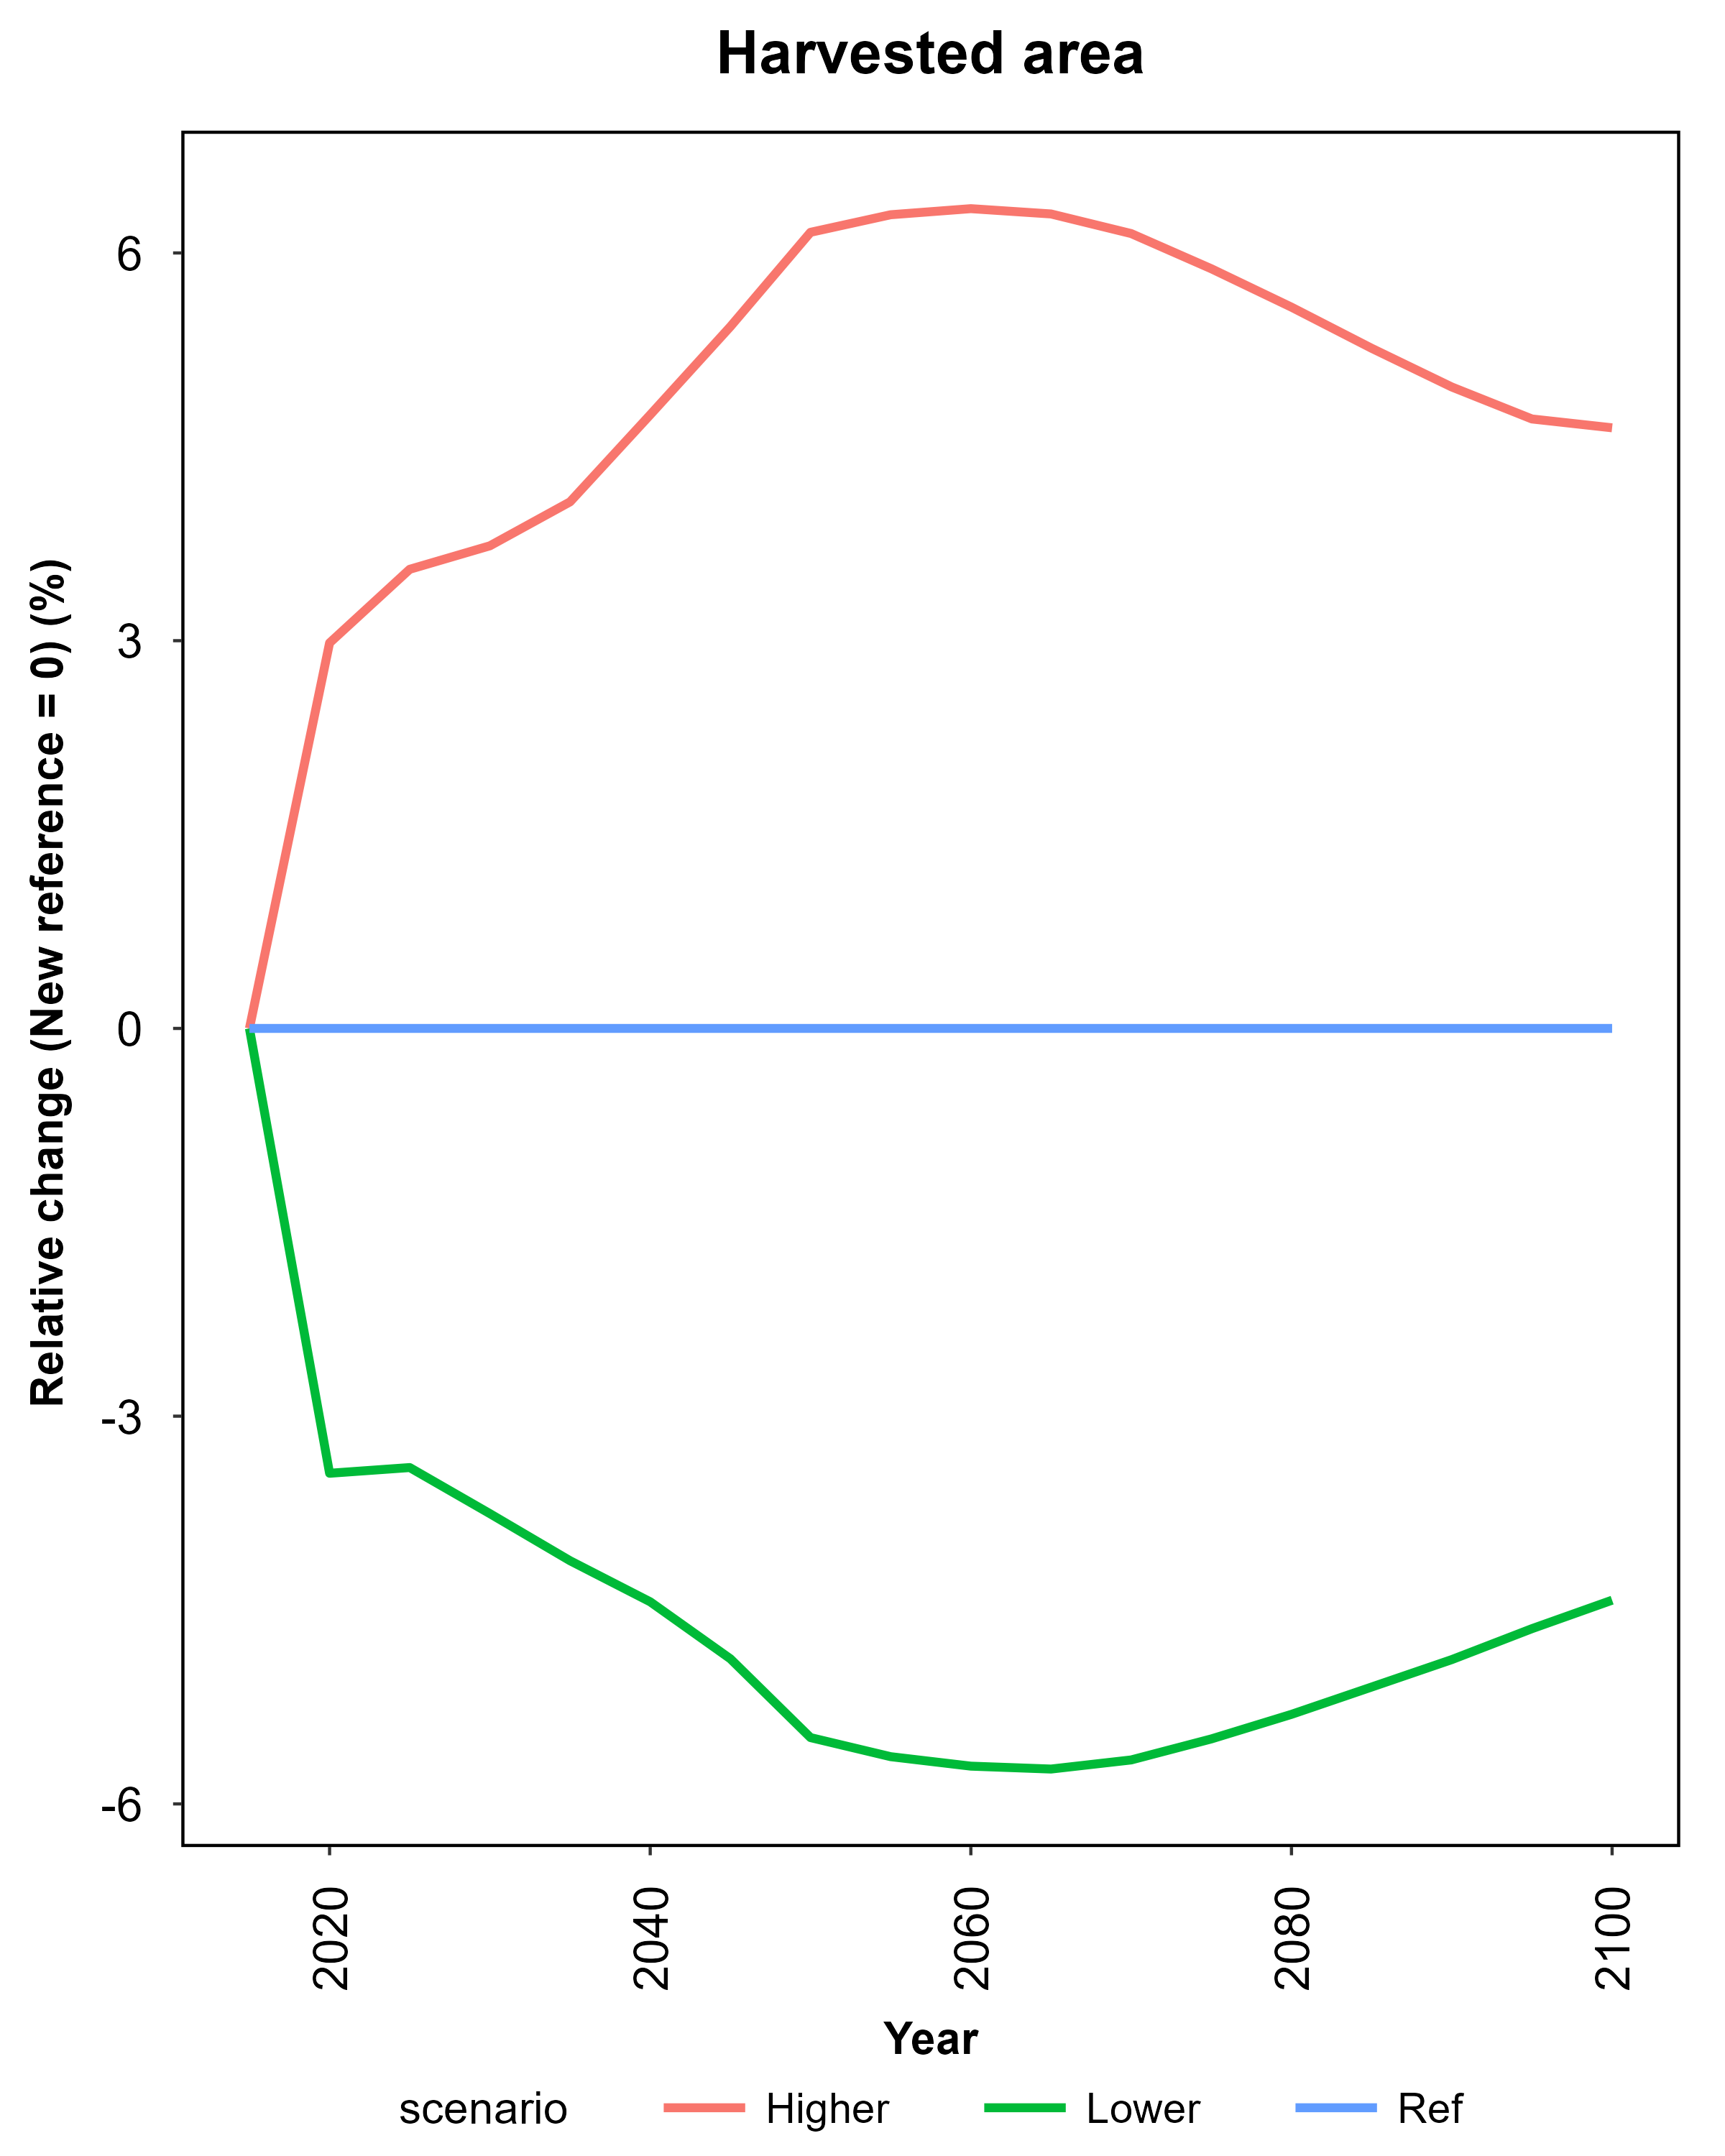 Harvested area
Relative change (New reference = 0) (%)
6
3
0
-3
-6
2020
2040
2060
2080
2100
Year
scenario Higher Lower Ref